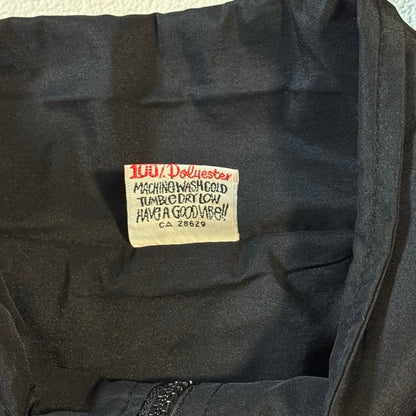 100% Polyester
MACHINE WASH COLD
TUMBLE DRY LOW
HAVE A GOOD VIBE!!
CA 28629